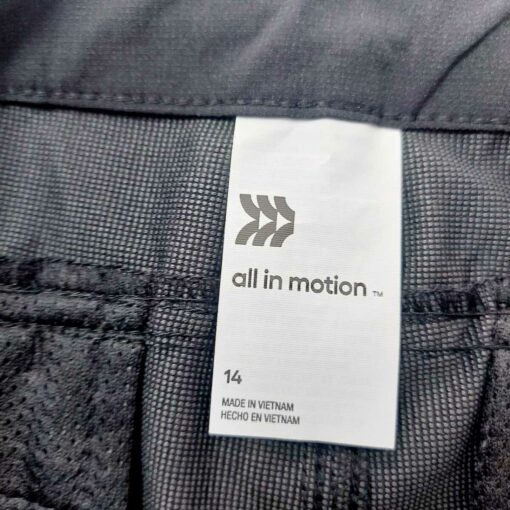 all in motion ™
14
MADE IN VIETNAM
HECHO EN VIETNAM